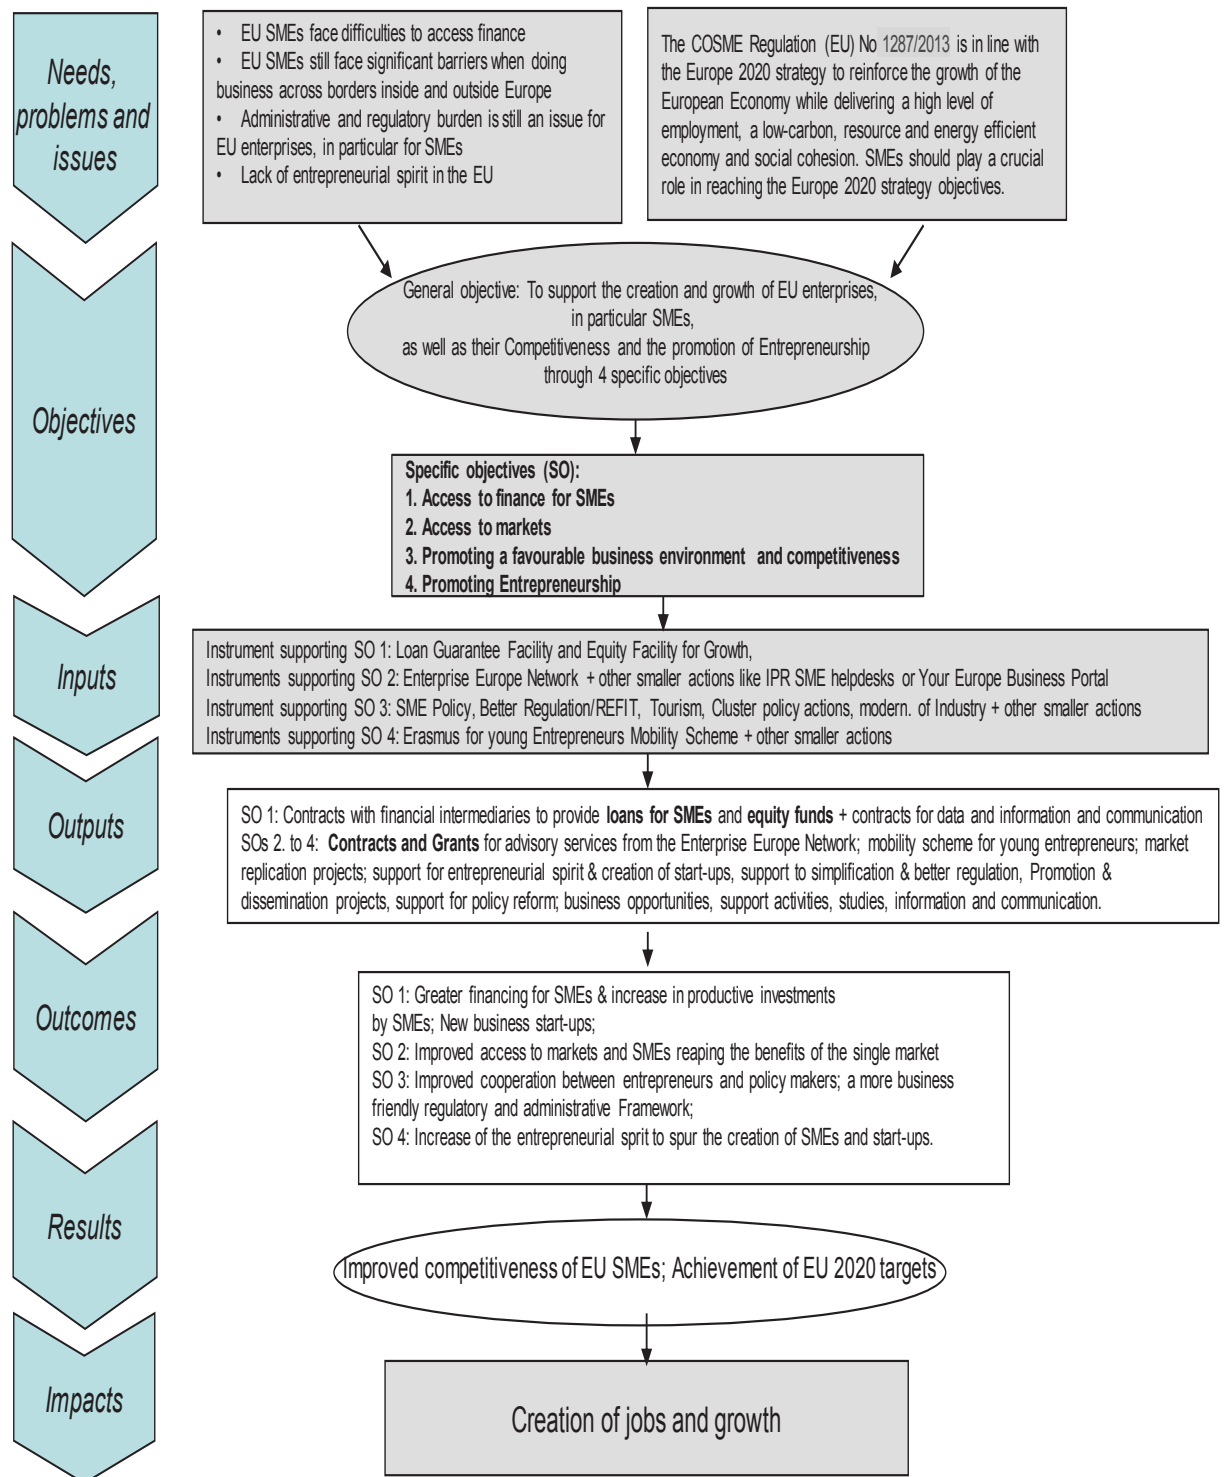 Needs,
problems and
issues
• EU SMEs face difficulties to access finance
• EU SMEs still face significant barriers when doing
business across borders inside and outside Europe
• Administrative and regulatory burden is still an issue for
EU enterprises, in particular for SMEs
• Lack of entrepreneurial spirit in the EU
The COSME Regulation (EU) No 1287/2013 is in line with
the Europe 2020 strategy to reinforce the growth of the
European Economy while delivering a high level of
employment, a low-carbon, resource and energy efficient
economy and social cohesion. SMEs should play a crucial
role in reaching the Europe 2020 strategy objectives.
Objectives
General objective: To support the creation and growth of EU enterprises,
in particular SMEs,
as well as their Competitiveness and the promotion of Entrepreneurship
through 4 specific objectives
Specific objectives (SO):
1. Access to finance for SMEs
2. Access to markets
3. Promoting a favourable business environment and competitiveness
4. Promoting Entrepreneurship
Inputs
Instrument supporting SO 1: Loan Guarantee Facility and Equity Facility for Growth,
Instruments supporting SO 2: Enterprise Europe Network + other smaller actions like IPR SME helpdesks or Your Europe Business Portal
Instrument supporting SO 3: SME Policy, Better Regulation/REFIT, Tourism, Cluster policy actions, modern. of Industry + other smaller actions
Instruments supporting SO 4: Erasmus for young Entrepreneurs Mobility Scheme + other smaller actions
Outputs
SO 1: Contracts with financial intermediaries to provide loans for SMEs and equity funds + contracts for data and information and communication
SOs 2. to 4: Contracts and Grants for advisory services from the Enterprise Europe Network; mobility scheme for young entrepreneurs; market
replication projects; support for entrepreneurial spirit & creation of start-ups, support to simplification & better regulation, Promotion &
dissemination projects, support for policy reform; business opportunities, support activities, studies, information and communication.
Outcomes
SO 1: Greater financing for SMEs & increase in productive investments
by SMEs; New business start-ups;
SO 2: Improved access to markets and SMEs reaping the benefits of the single market
SO 3: Improved cooperation between entrepreneurs and policy makers; a more business
friendly regulatory and administrative Framework;
SO 4: Increase of the entrepreneurial sprit to spur the creation of SMEs and start-ups.
Results
Improved competitiveness of EU SMEs; Achievement of EU 2020 targets
Impacts
Creation of jobs and growth